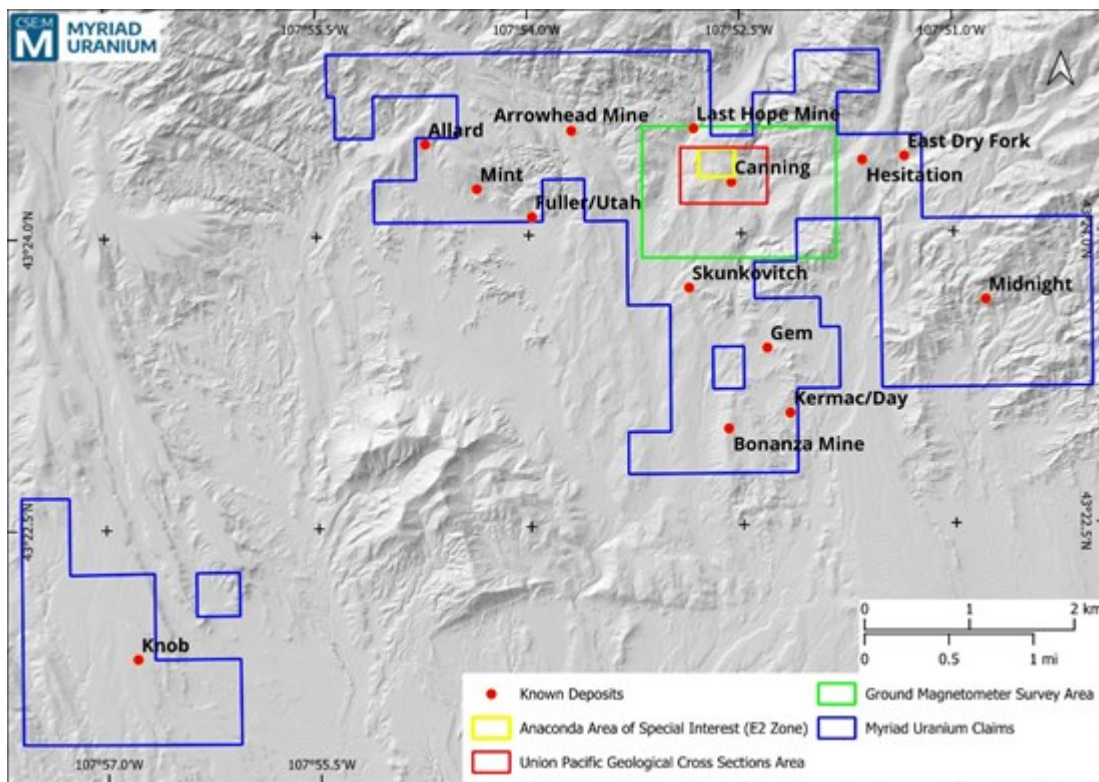 CSE:M
M
MYRIAD
URANIUM
107°55.5'W
107°54.0'W
107°52.5'W
107°51.0'W
Arrowhead Mine
Last Hope Mine
Allard
East Dry Fork
Canning
Hesitation
Mint
Fuller/Utah
43°24.0'N
43°24.0'N
Skunkovitch
Midnight
Gem
Kermac/Day
Bonanza Mine
43°22.5'N
43°22.5'N
Knob
0 1 2 km
0 0.5 1 mi
Known Deposits
Ground Magnetometer Survey Area
Anaconda Area of Special Interest (E2 Zone)
Myriad Uranium Claims
Union Pacific Geological Cross Sections Area
107°57.0'W
107°55.5'W